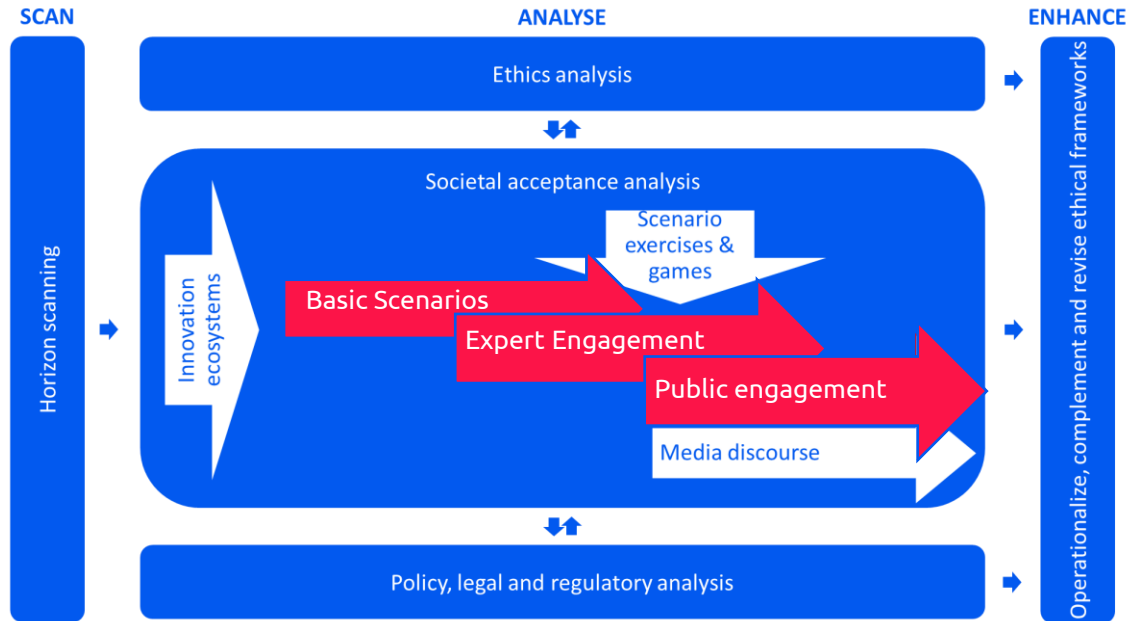 SCAN
ANALYSE
ENHANCE
Horizon scanning
Ethics analysis
Societal acceptance analysis
Innovation
ecosystems
Scenario
exercises &
games
Basic Scenarios
Expert Engagement
Public engagement
Media discourse
Policy, legal and regulatory analysis
Operationalize, complement and revise ethical frameworks